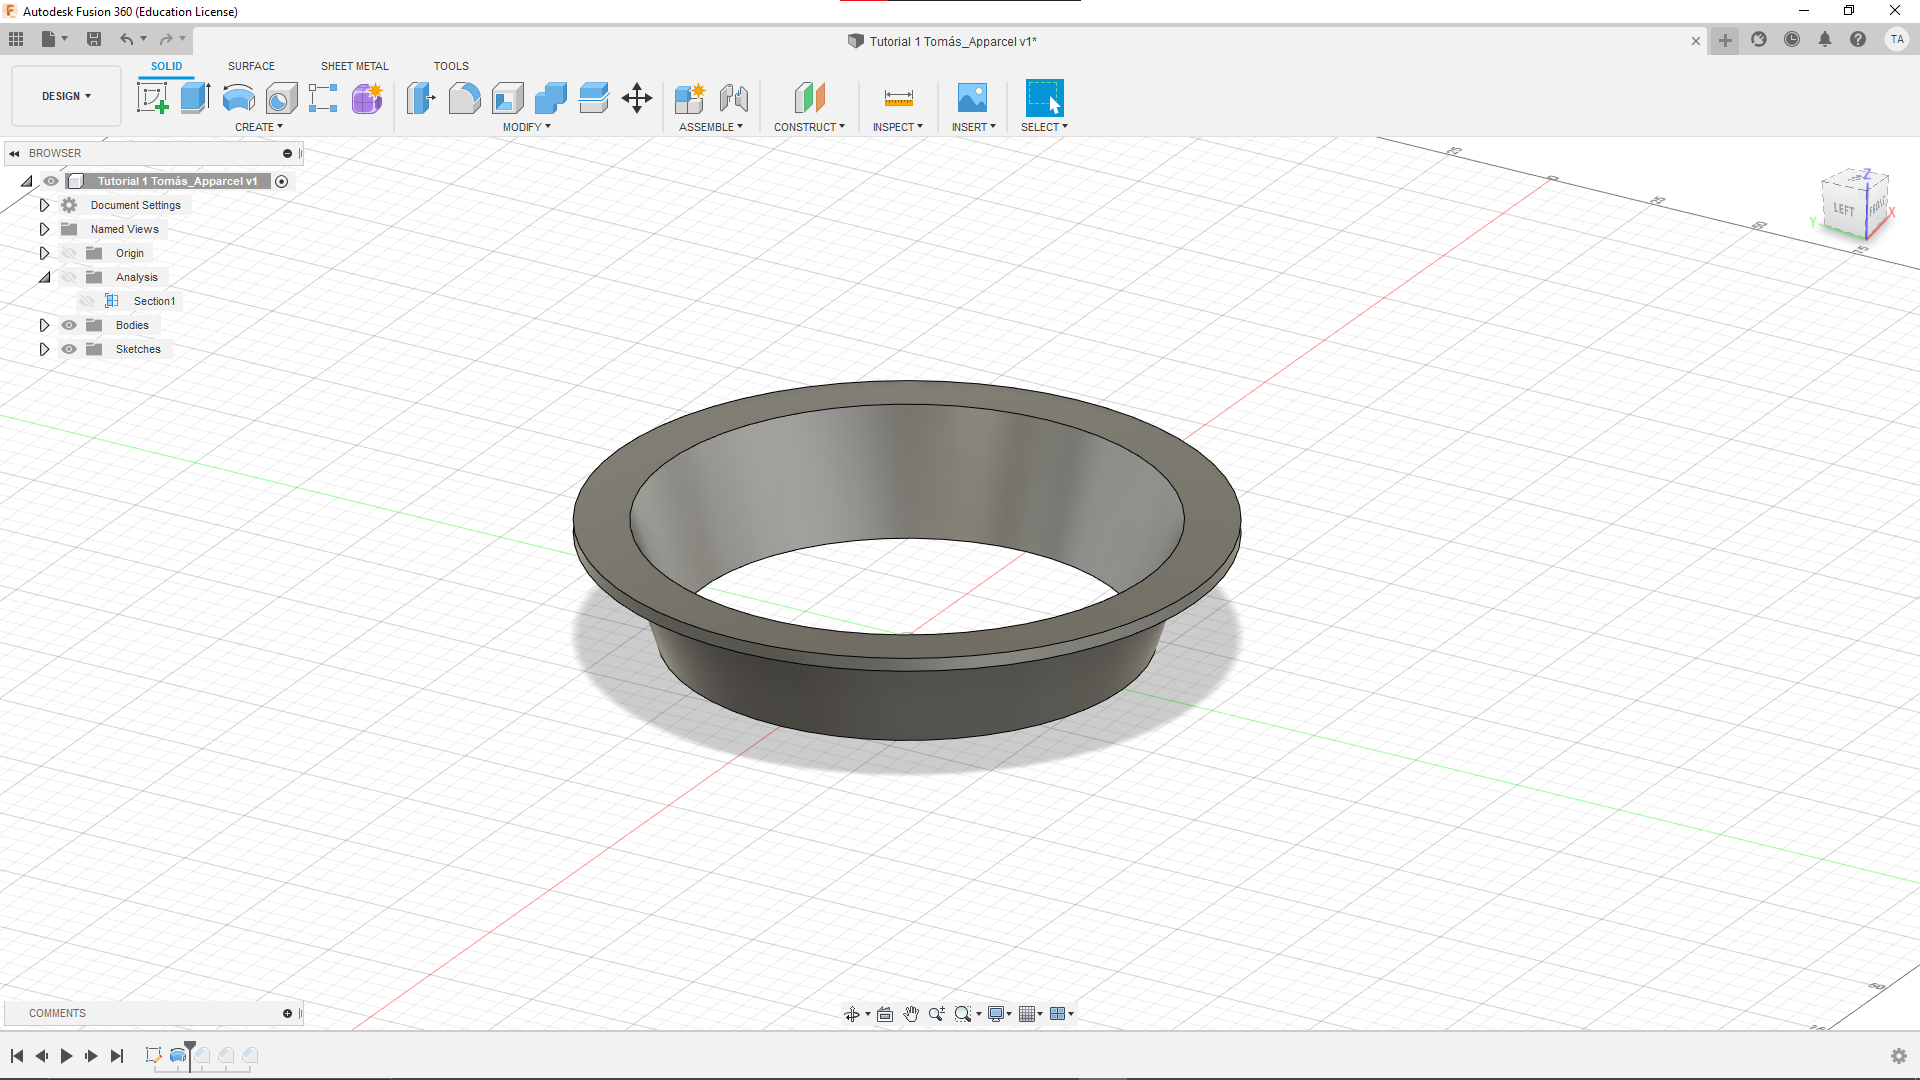 Autodesk Fusion 360 (Education License)
Tutorial 1 Tomás_Apparcel v1*
TA
DESIGN
SOLID
SURFACE
SHEET METAL
TOOLS
CREATE
MODIFY
ASSEMBLE
CONSTRUCT
INSPECT
INSERT
SELECT
BROWSER
Tutorial 1 Tomás_Apparcel v1
Document Settings
Named Views
Origin
Analysis
Section1
Bodies
Sketches
Z
LEFT
X
Y
COMMENTS